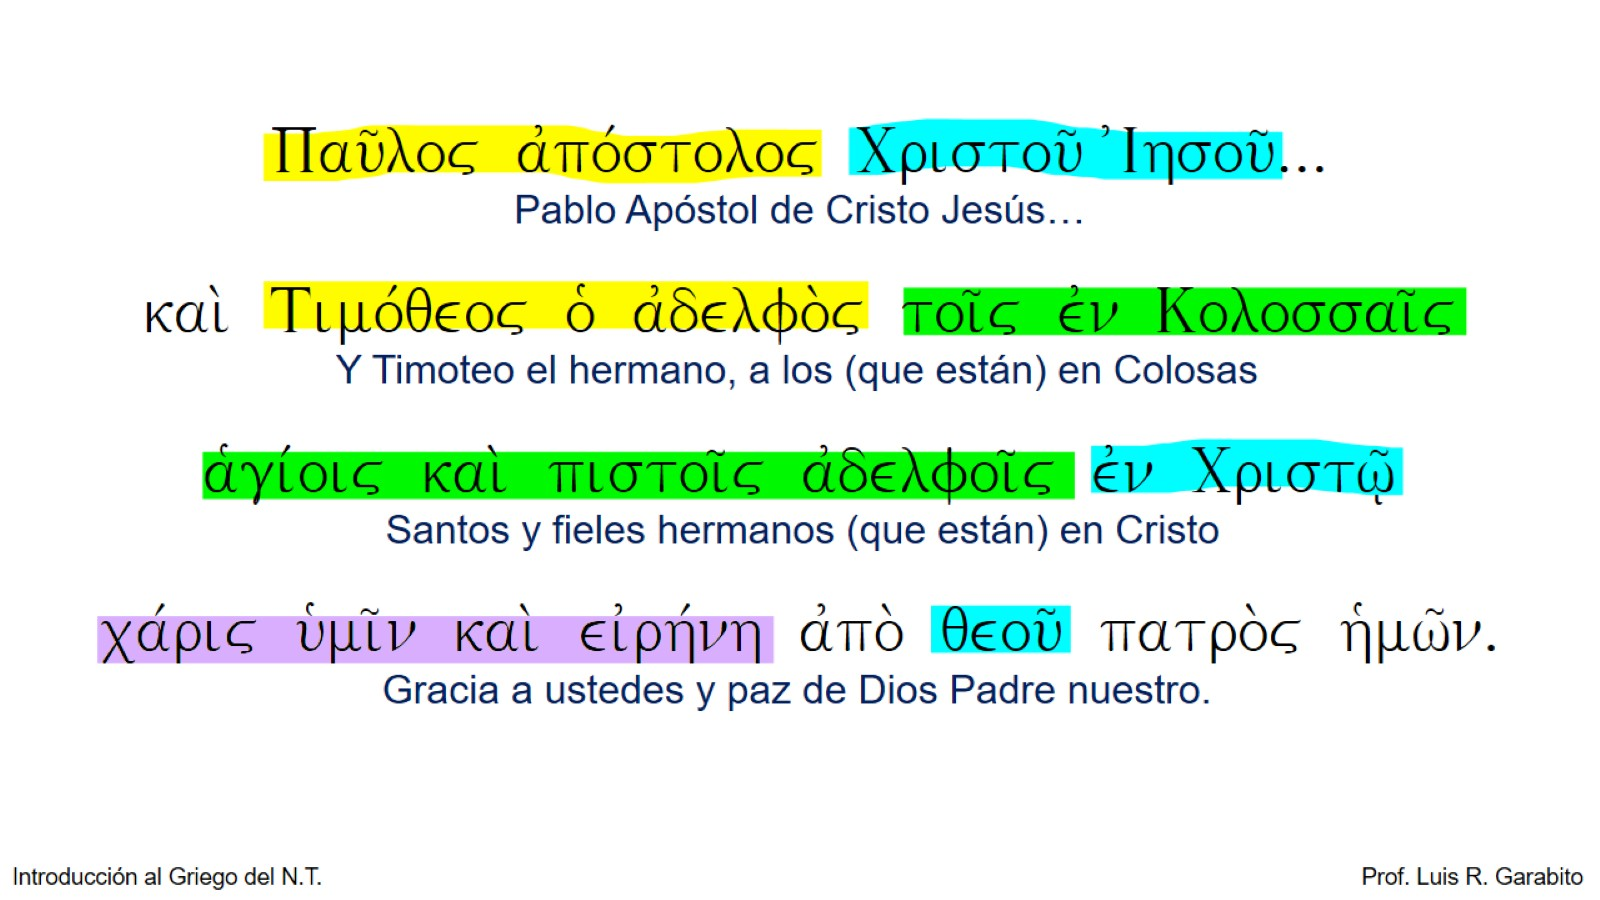 Παῦλος ἀπόστολος Χριστοῦ Ἰησοῦ...
Pablo Apóstol de Cristo Jesús…
καὶ Τιμόθεος ὁ ἀδελφὸς τοῖς ἐν Κολοσσαῖς
Y Timoteo el hermano, a los (que están) en Colosas
ἁγίοις καὶ πιστοῖς ἀδελφοῖς ἐν Χριστῷ
Santos y fieles hermanos (que están) en Cristo
χάρις ὑμῖν καὶ εἰρήνη ἀπὸ θεοῦ πατρὸς ἡμῶν.
Gracia a ustedes y paz de Dios Padre nuestro.
Introducción al Griego del N.T.
Prof. Luis R. Garabito